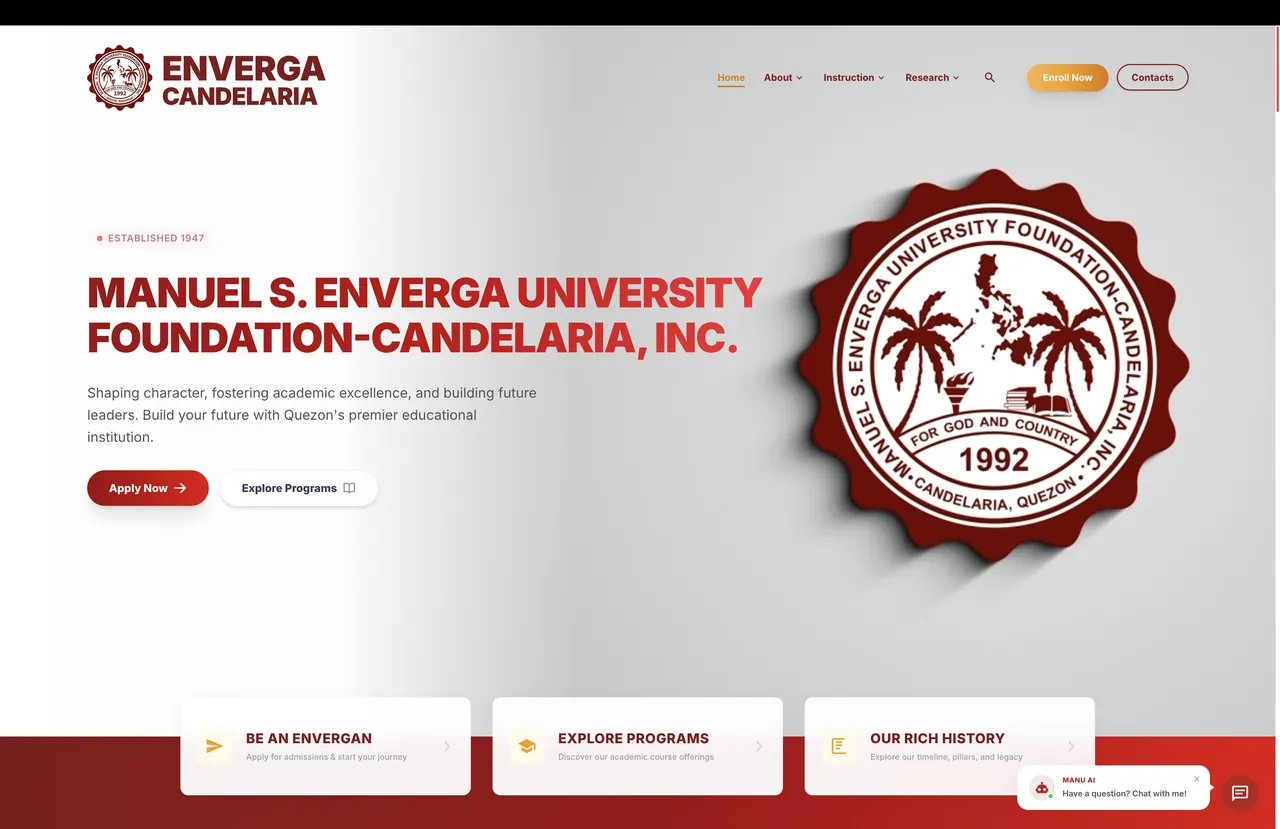 ENVERGA
CANDELARIA
Home
About
Instruction
Research
Enroll Now
Contacts
ESTABLISHED 1947
MANUEL S. ENVERGA UNIVERSITY
FOUNDATION-CANDELARIA, INC.
Shaping character, fostering academic excellence, and building future
leaders. Build your future with Quezon's premier educational
institution.
Apply Now
Explore Programs
MANUEL S. ENVERGA UNIVERSITY FOUNDATION-CANDELARIA, INC.
FOR GOD AND COUNTRY
1992
CANDELARIA, QUEZON
BE AN ENVERGAN
Apply for admissions & start your journey
EXPLORE PROGRAMS
Discover our academic course offerings
OUR RICH HISTORY
Explore our timeline, pillars, and legacy
MANU AI
Have a question? Chat with me!